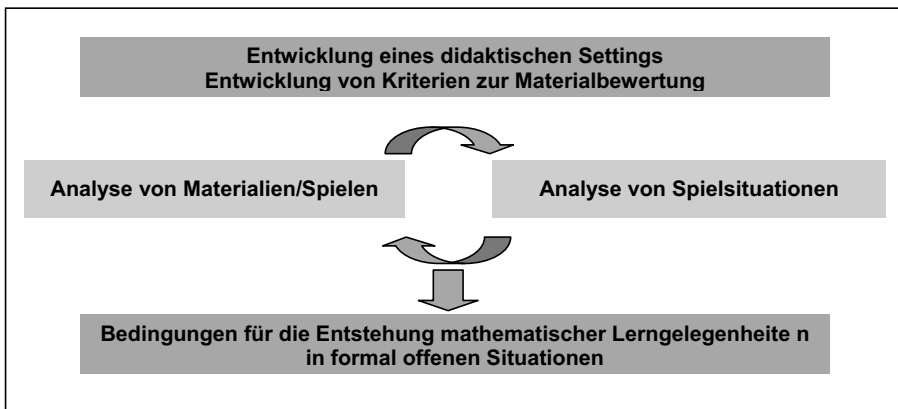 Entwicklung eines didaktischen Settings
Entwicklung von Kriterien zur Materialbewertung
Analyse von Materialien/Spielen
Analyse von Spielsituationen
Bedingungen für die Entstehung mathematischer Lerngelegenheite n
in formal offenen Situationen